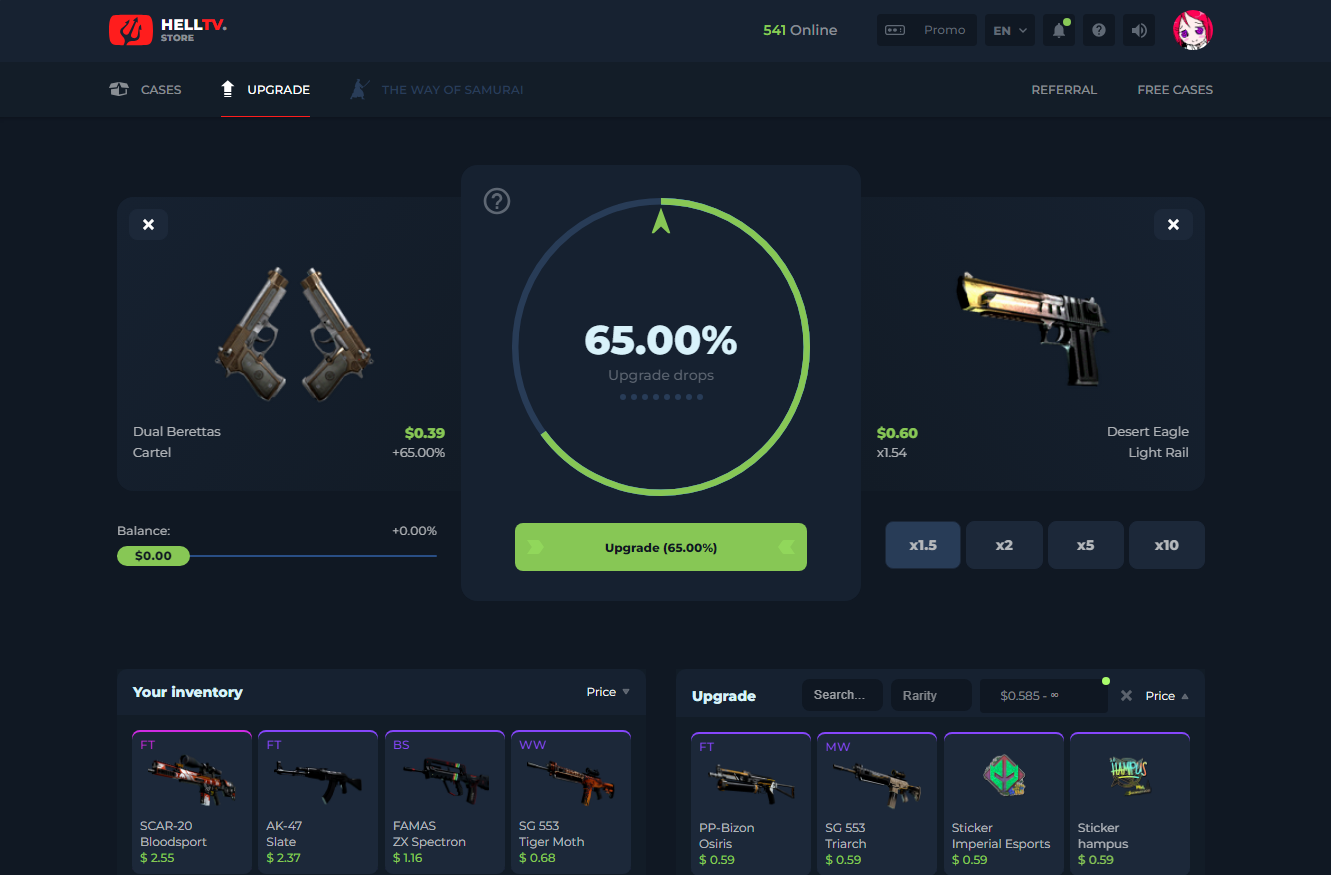 HELLTV.
STORE
541 Online
Promo
EN
CASES
UPGRADE
THE WAY OF SAMURAI
REFERRAL
FREE CASES
65.00%
Upgrade drops
Dual Berettas
Cartel
$0.39
+65.00%
$0.60
x1.54
Desert Eagle
Light Rail
Balance:
+0.00%
$0.00
Upgrade (65.00%)
x1.5
x2
x5
x10
Your inventory
Price
Upgrade
Search...
Rarity
$0.585 - ∞
Price
FT
SCAR-20
Bloodsport
$ 2.55
FT
AK-47
Slate
$ 2.37
BS
FAMAS
ZX Spectron
$ 1.16
WW
SG 553
Tiger Moth
$ 0.68
FT
PP-Bizon
Osiris
$ 0.59
MW
SG 553
Triarch
$ 0.59
Sticker
Imperial Esports
$ 0.59
HAMPUS
Sticker
hampus
$ 0.59